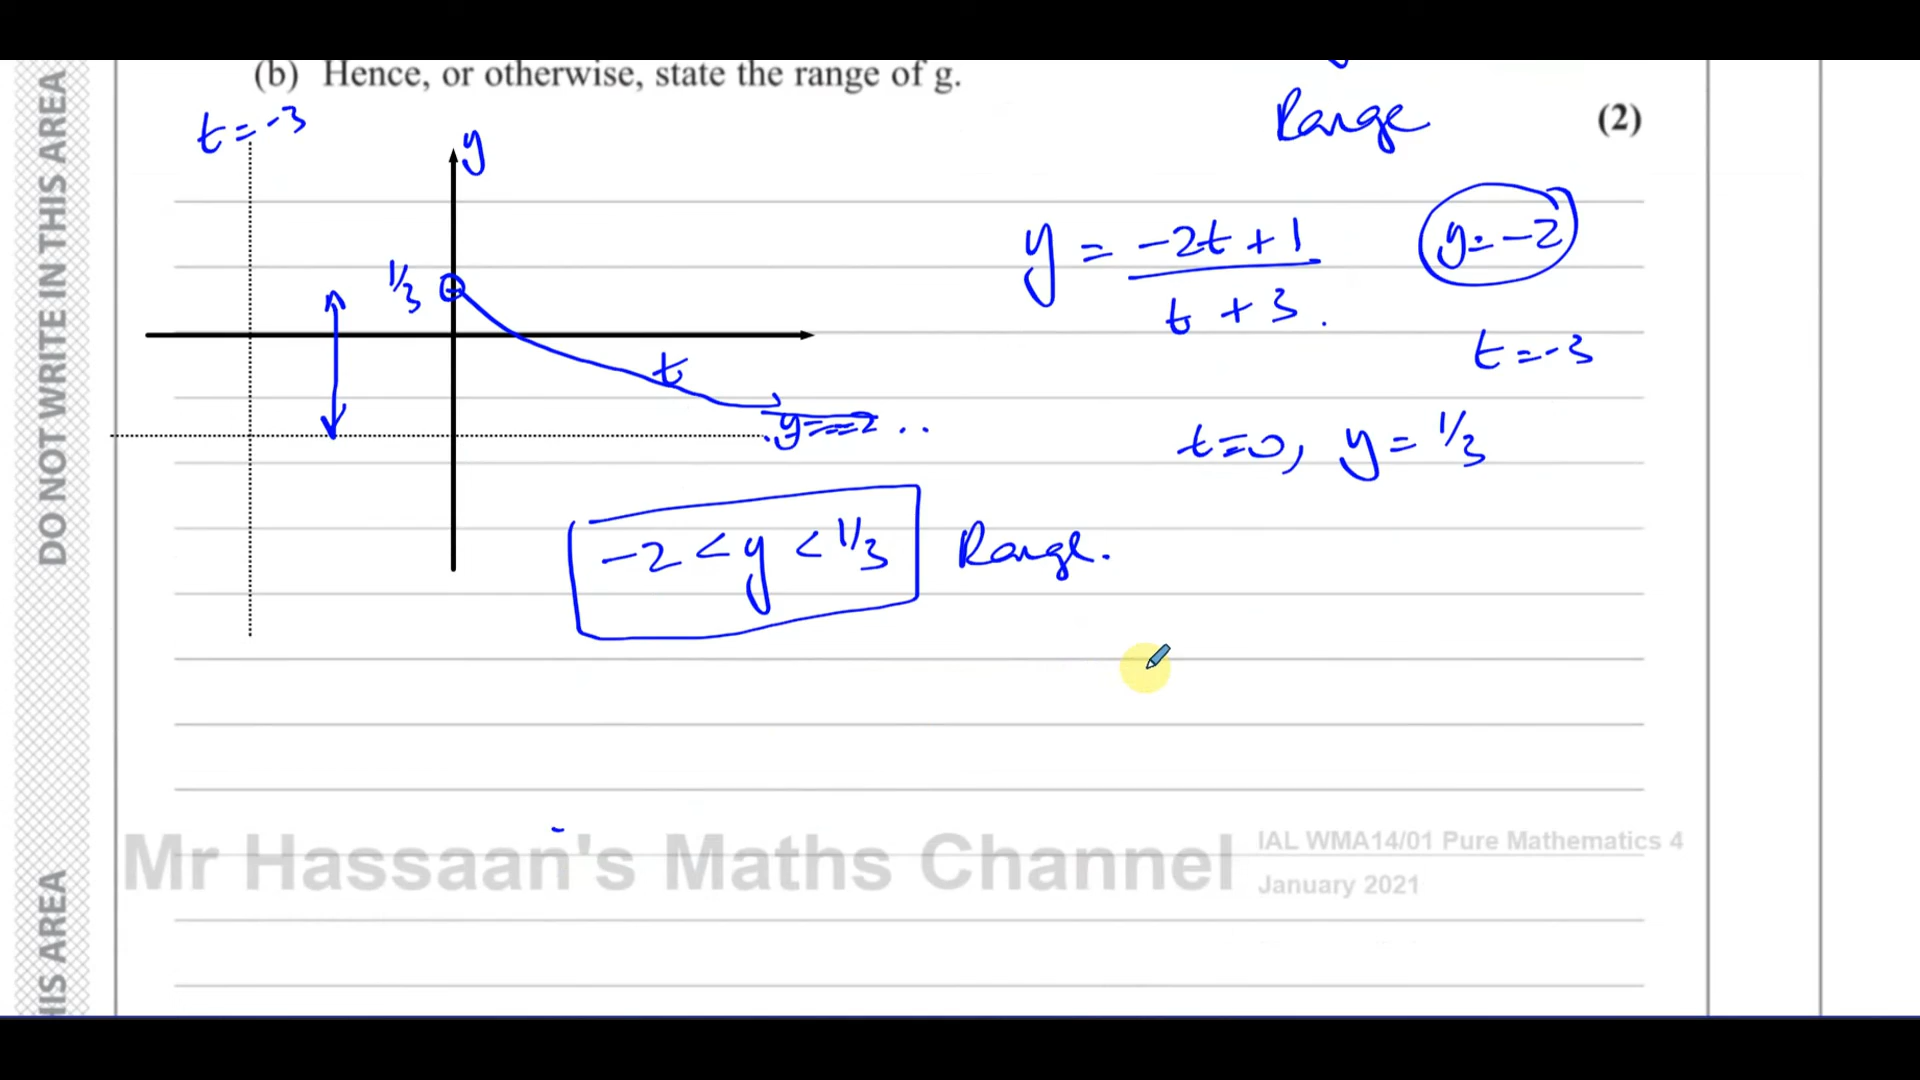 (b) Hence, or otherwise, state the range of g.
Range
(2)
t=-3
y
1/3
t
y=-2
y = -2t+1
t+3.
y=-2
t=-3
t=0, y=1/3
-2<y<1/3 Range.
DO NOT WRITE IN THIS AREA
HIS AREA
Mr Hassaan's Maths Channel
IAL WMA14/01 Pure Mathematics 4
January 2021